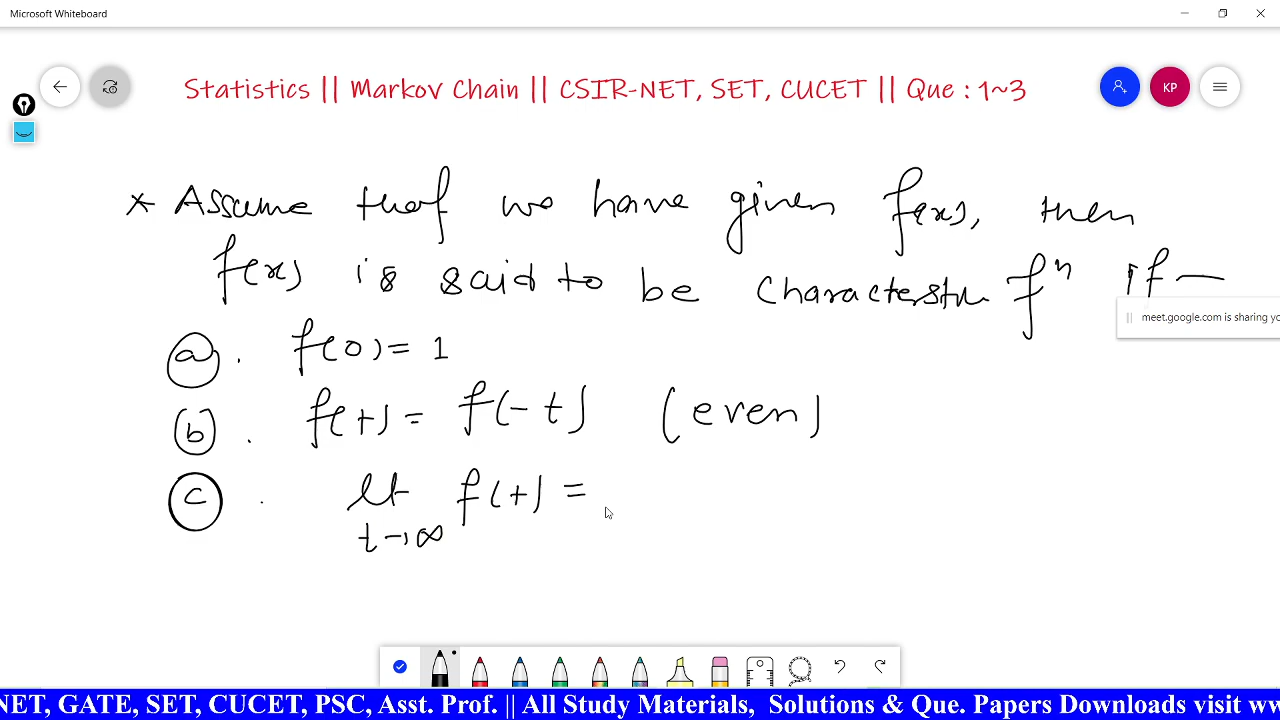 Microsoft Whiteboard
Statistics || Markov Chain || CSIR-NET, SET, CUCET || Que : 1~3
KP
* Assume that we have given f(x), then
f(x) is said to be characterstic fⁿ if —
meet.google.com is sharing yo
(a). f(0) = 1
(b). f(t) = f(-t) (even)
(c). lt f(t) =
t→∞
NET, GATE, SET, CUCET, PSC, Asst. Prof. || All Study Materials, Solutions & Que. Papers Downloads visit ww